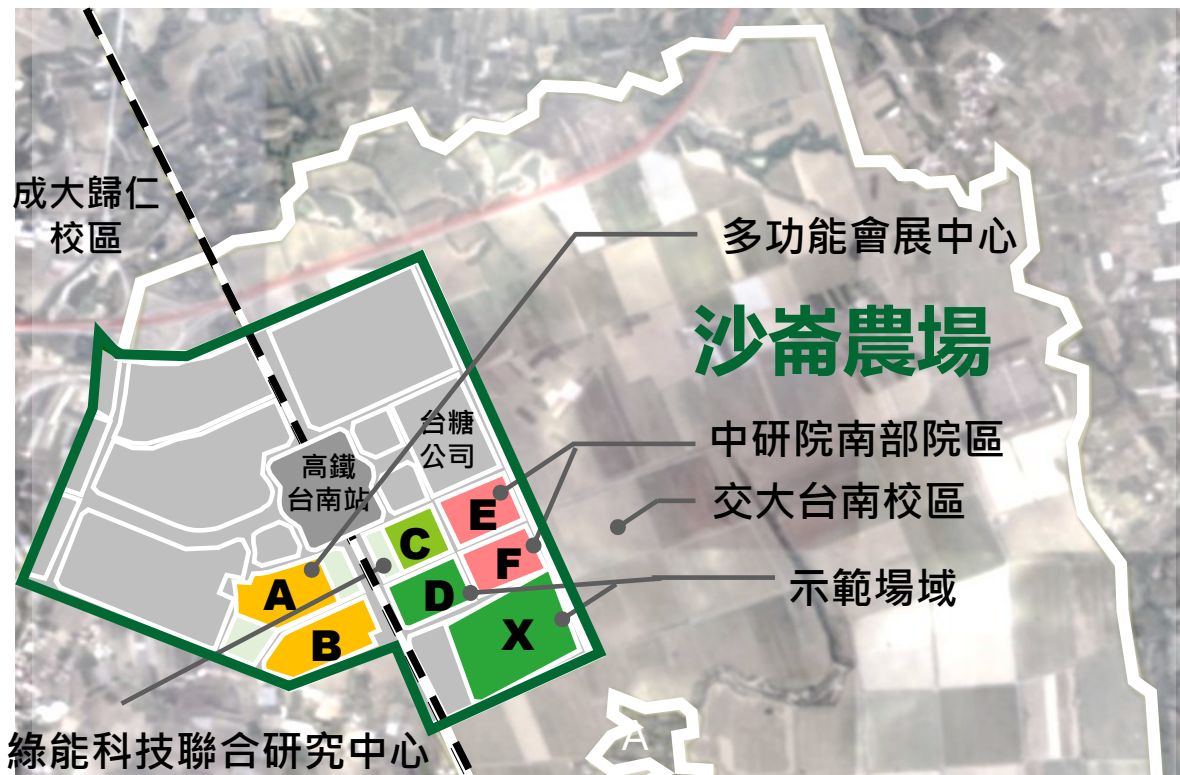 成大歸仁
校區
多功能會展中心
沙崙農場
台糖
公司
中研院南部院區
高鐵
台南站
交大台南校區
E
C
F
示範場域
A
D
B
X
A
綠能科技聯合研究中心